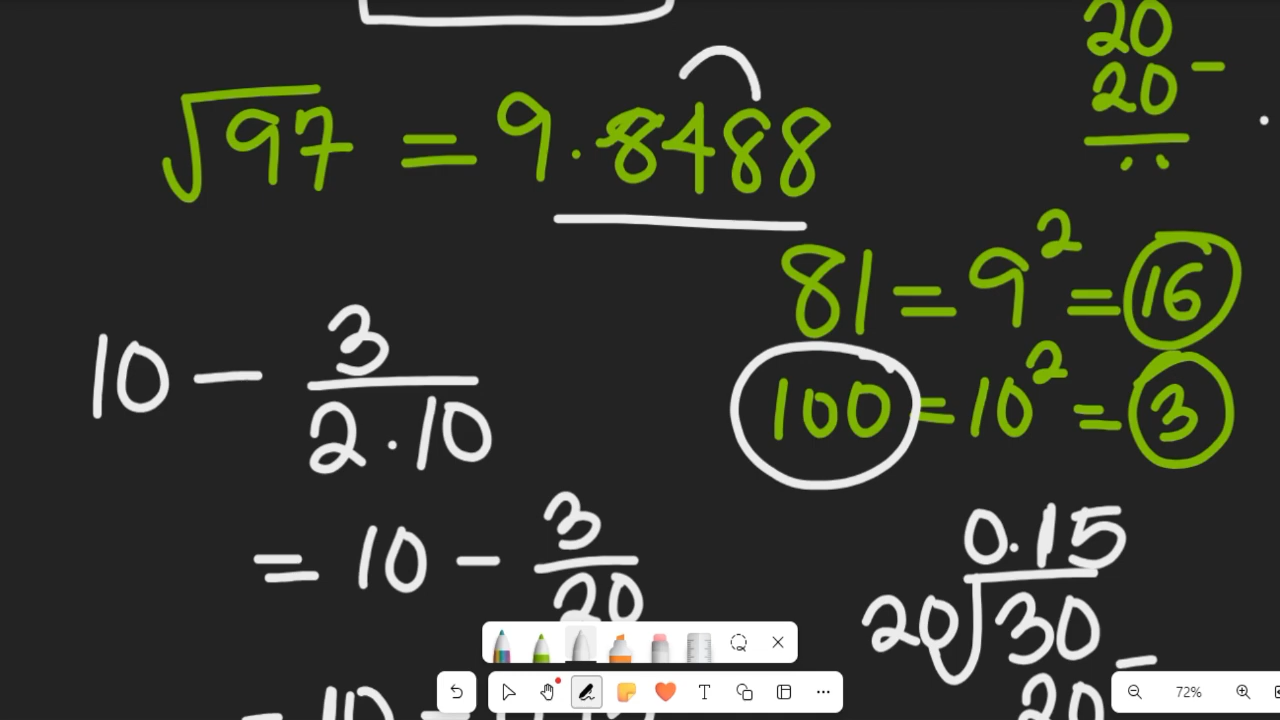 20
20 -
√97 = 9.8488
81 = 9² = 16
100 = 10² = 3
10 - 3/2·10
= 10 - 3/20
0.15
20√30
20 -
72%